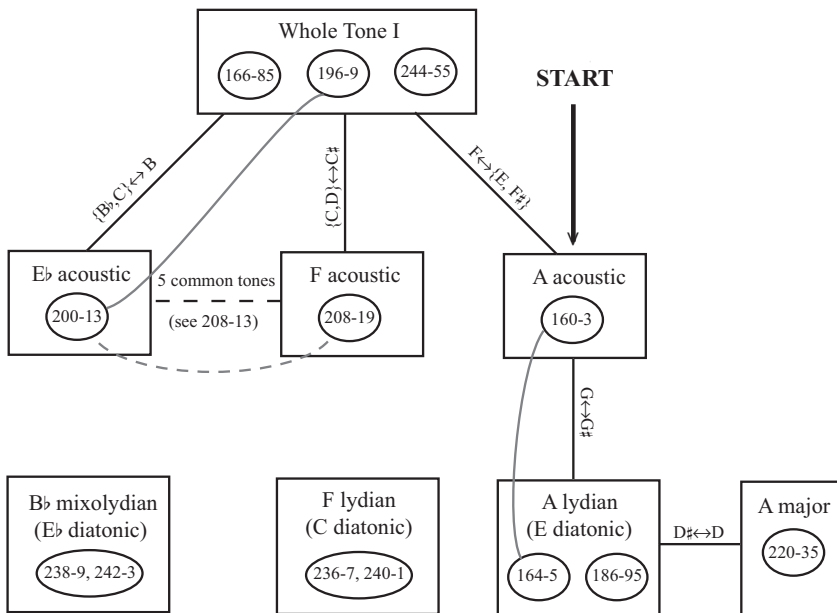 Whole Tone I
166-85
196-9
244-55
START
{B♭,C}↔B
{C,D}↔C♯
F↔{E, F♯}
E♭ acoustic
200-13
5 common tones
(see 208-13)
F acoustic
208-19
A acoustic
160-3
G↔G♯
B♭ mixolydian
(E♭ diatonic)
238-9, 242-3
F lydian
(C diatonic)
236-7, 240-1
A lydian
(E diatonic)
164-5
186-95
D♯↔D
A major
220-35